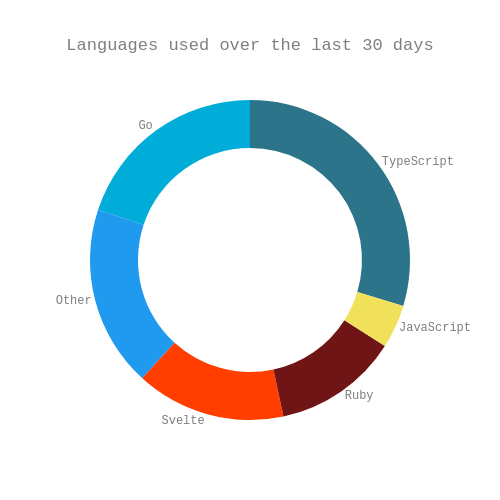 Languages used over the last 30 days
Go
TypeScript
Other
JavaScript
Ruby
Svelte